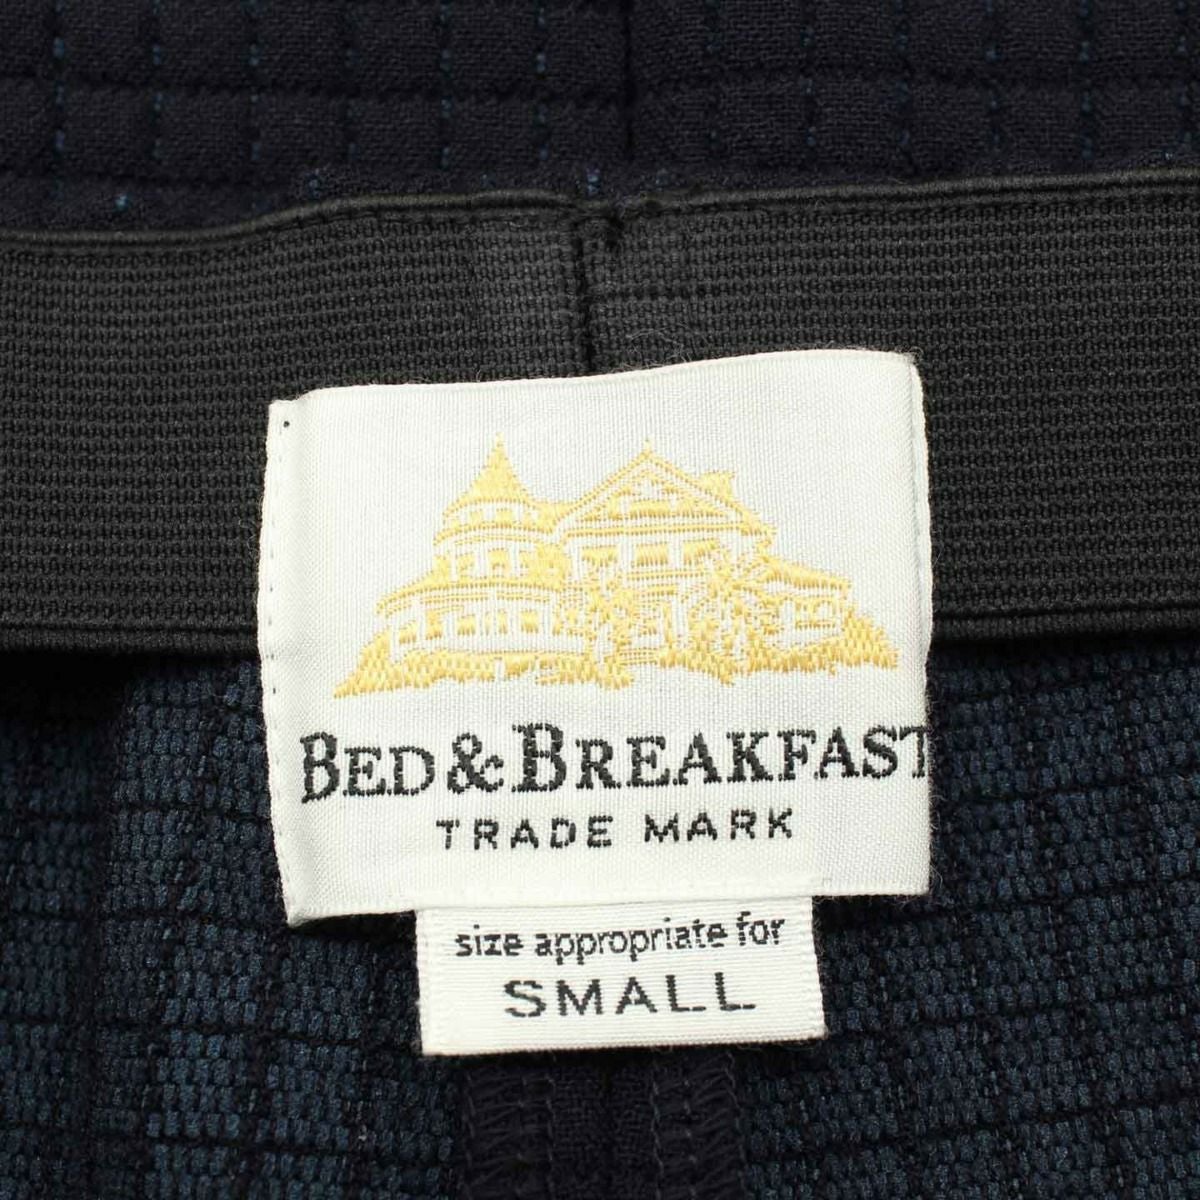 BED & BREAKFAST
TRADE MARK
size appropriate for
SMALL